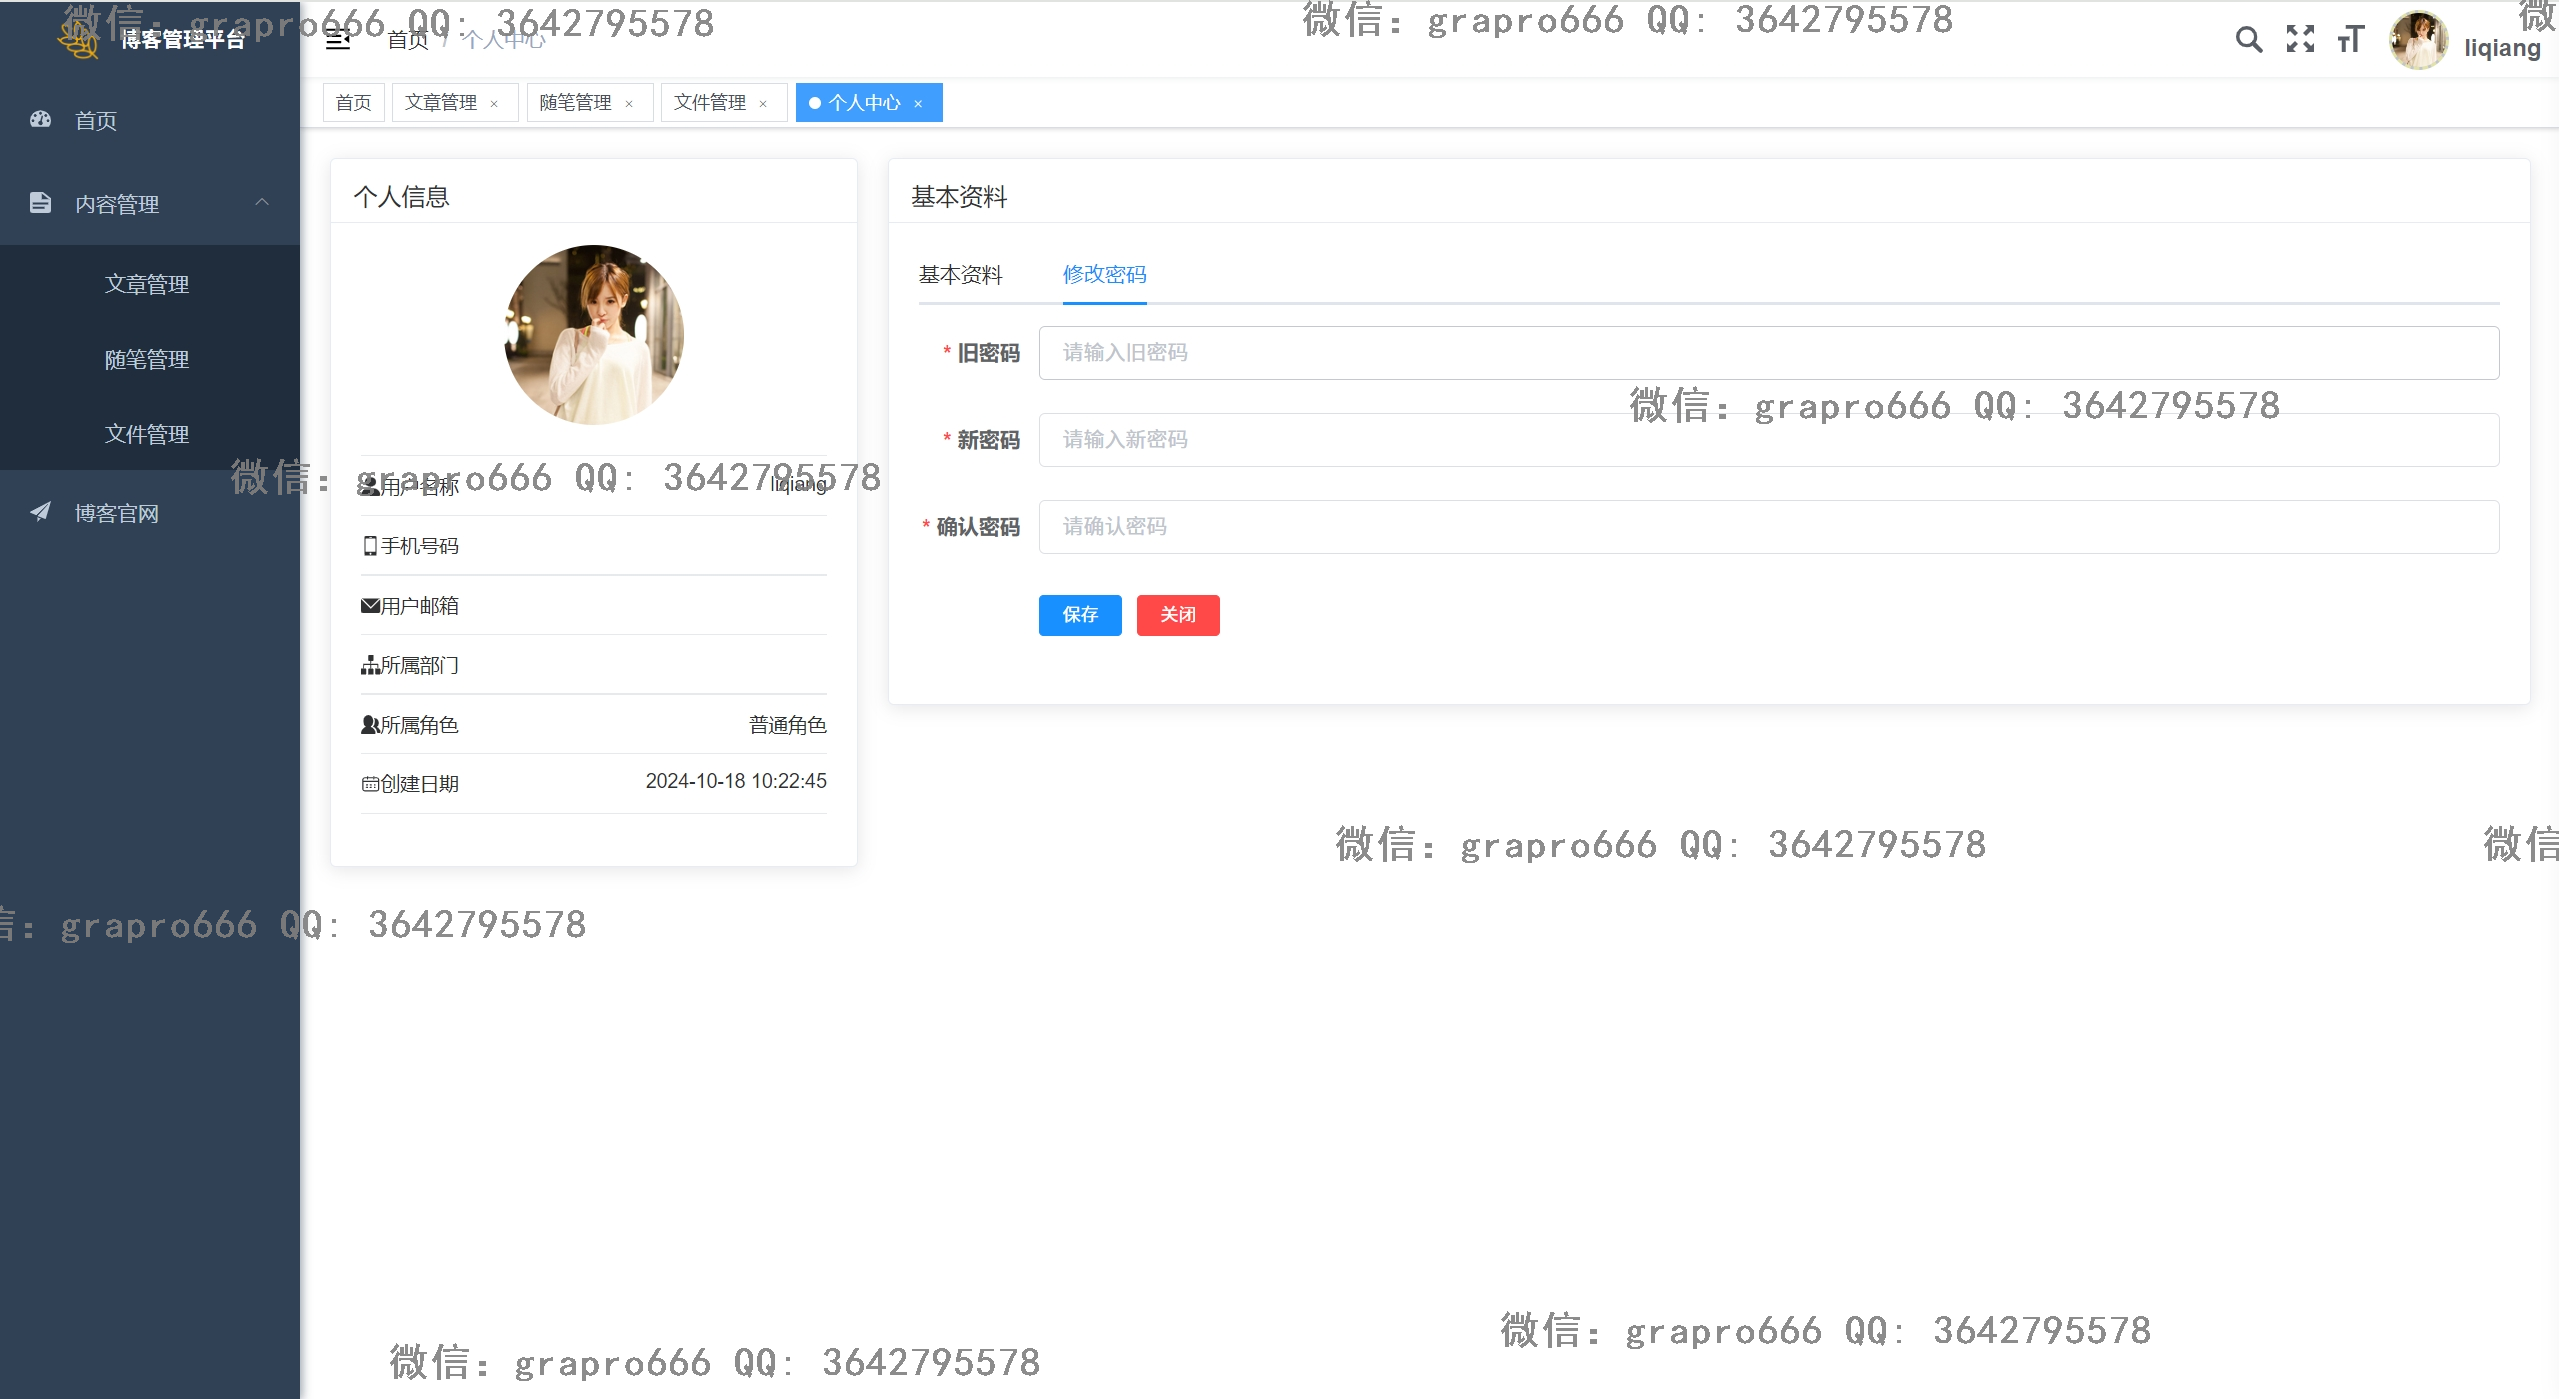 微信: grapro666 QQ: 3642795578
微信: grapro666 QQ: 3642795578
微
博客管理平台
首页 / 个人中心
liqiang
首页
文章管理 ×
随笔管理 ×
文件管理 ×
个人中心 ×
首页
内容管理
文章管理
随笔管理
文件管理
博客官网
个人信息
微信: grapro666 QQ: 3642795578
用户名称 liqiang
手机号码
用户邮箱
所属部门
所属角色 普通角色
创建日期 2024-10-18 10:22:45
基本资料
基本资料 修改密码
* 旧密码 请输入旧密码
微信: grapro666 QQ: 3642795578
* 新密码 请输入新密码
* 确认密码 请确认密码
保存 关闭
微信: grapro666 QQ: 3642795578
微信
信: grapro666 QQ: 3642795578
微信: grapro666 QQ: 3642795578
微信: grapro666 QQ: 3642795578